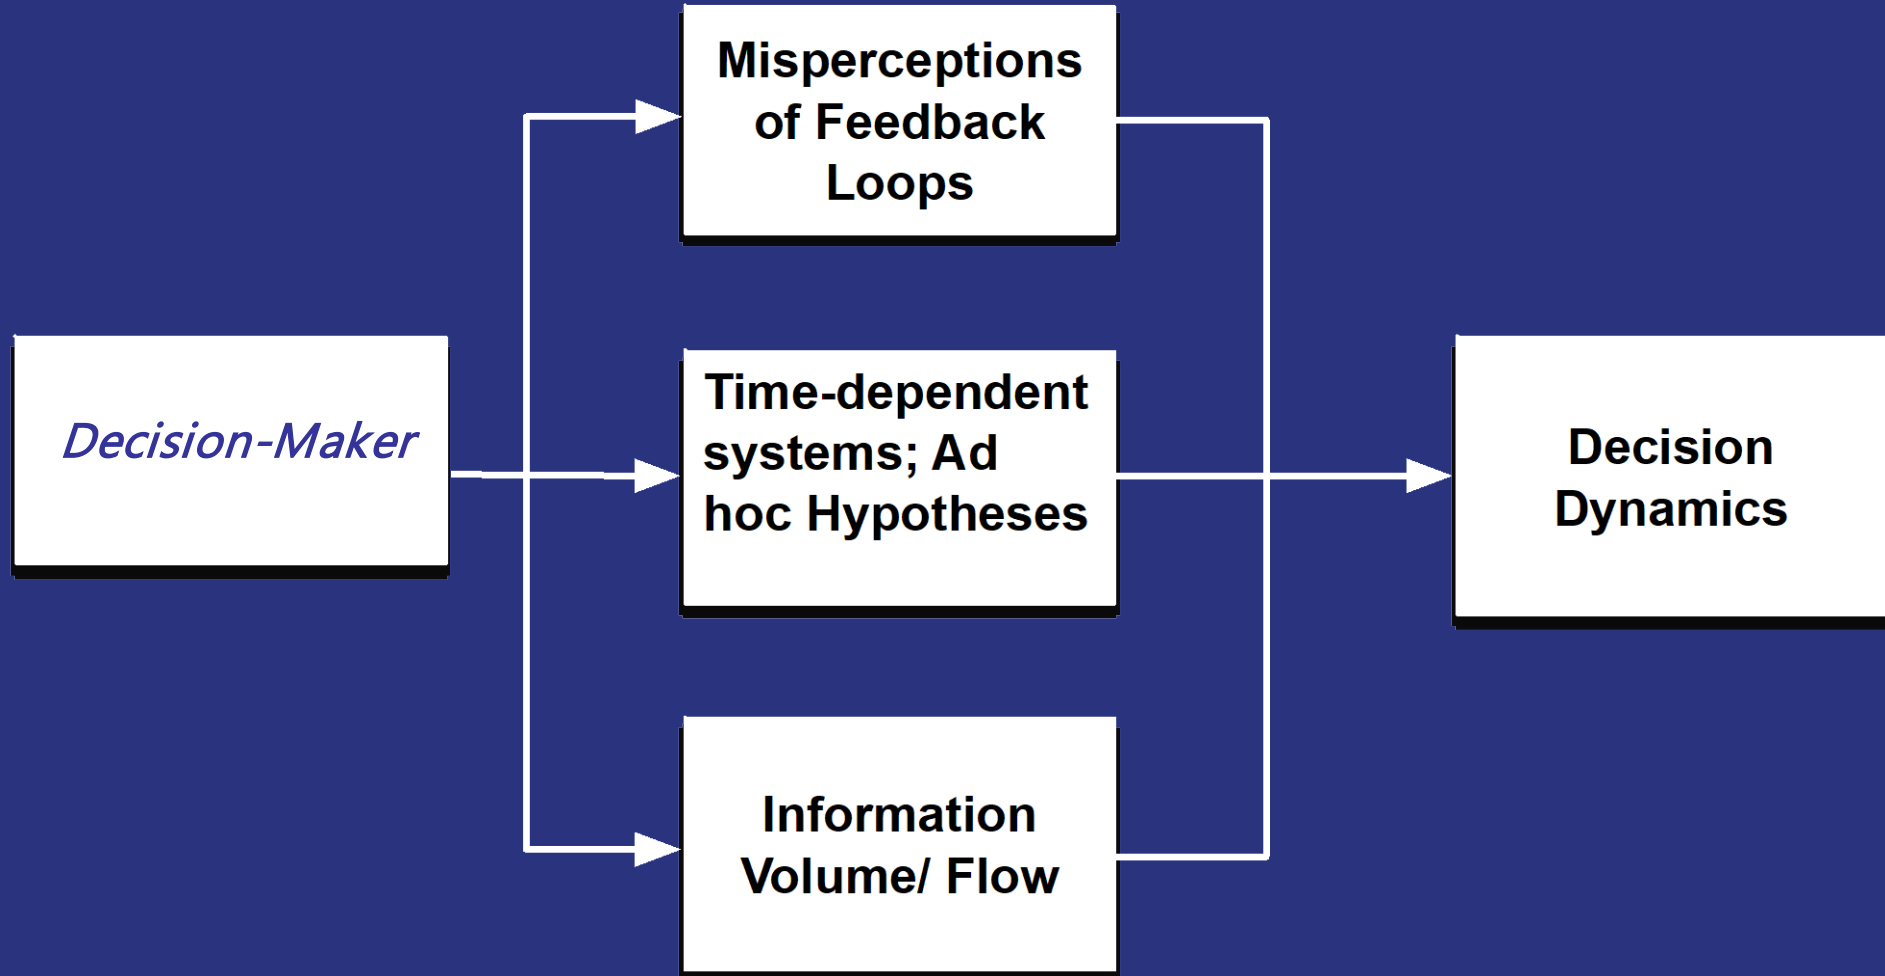 Misperceptions
of Feedback
Loops
Decision-Maker
Time-dependent
systems; Ad
hoc Hypotheses
Decision
Dynamics
Information
Volume/ Flow